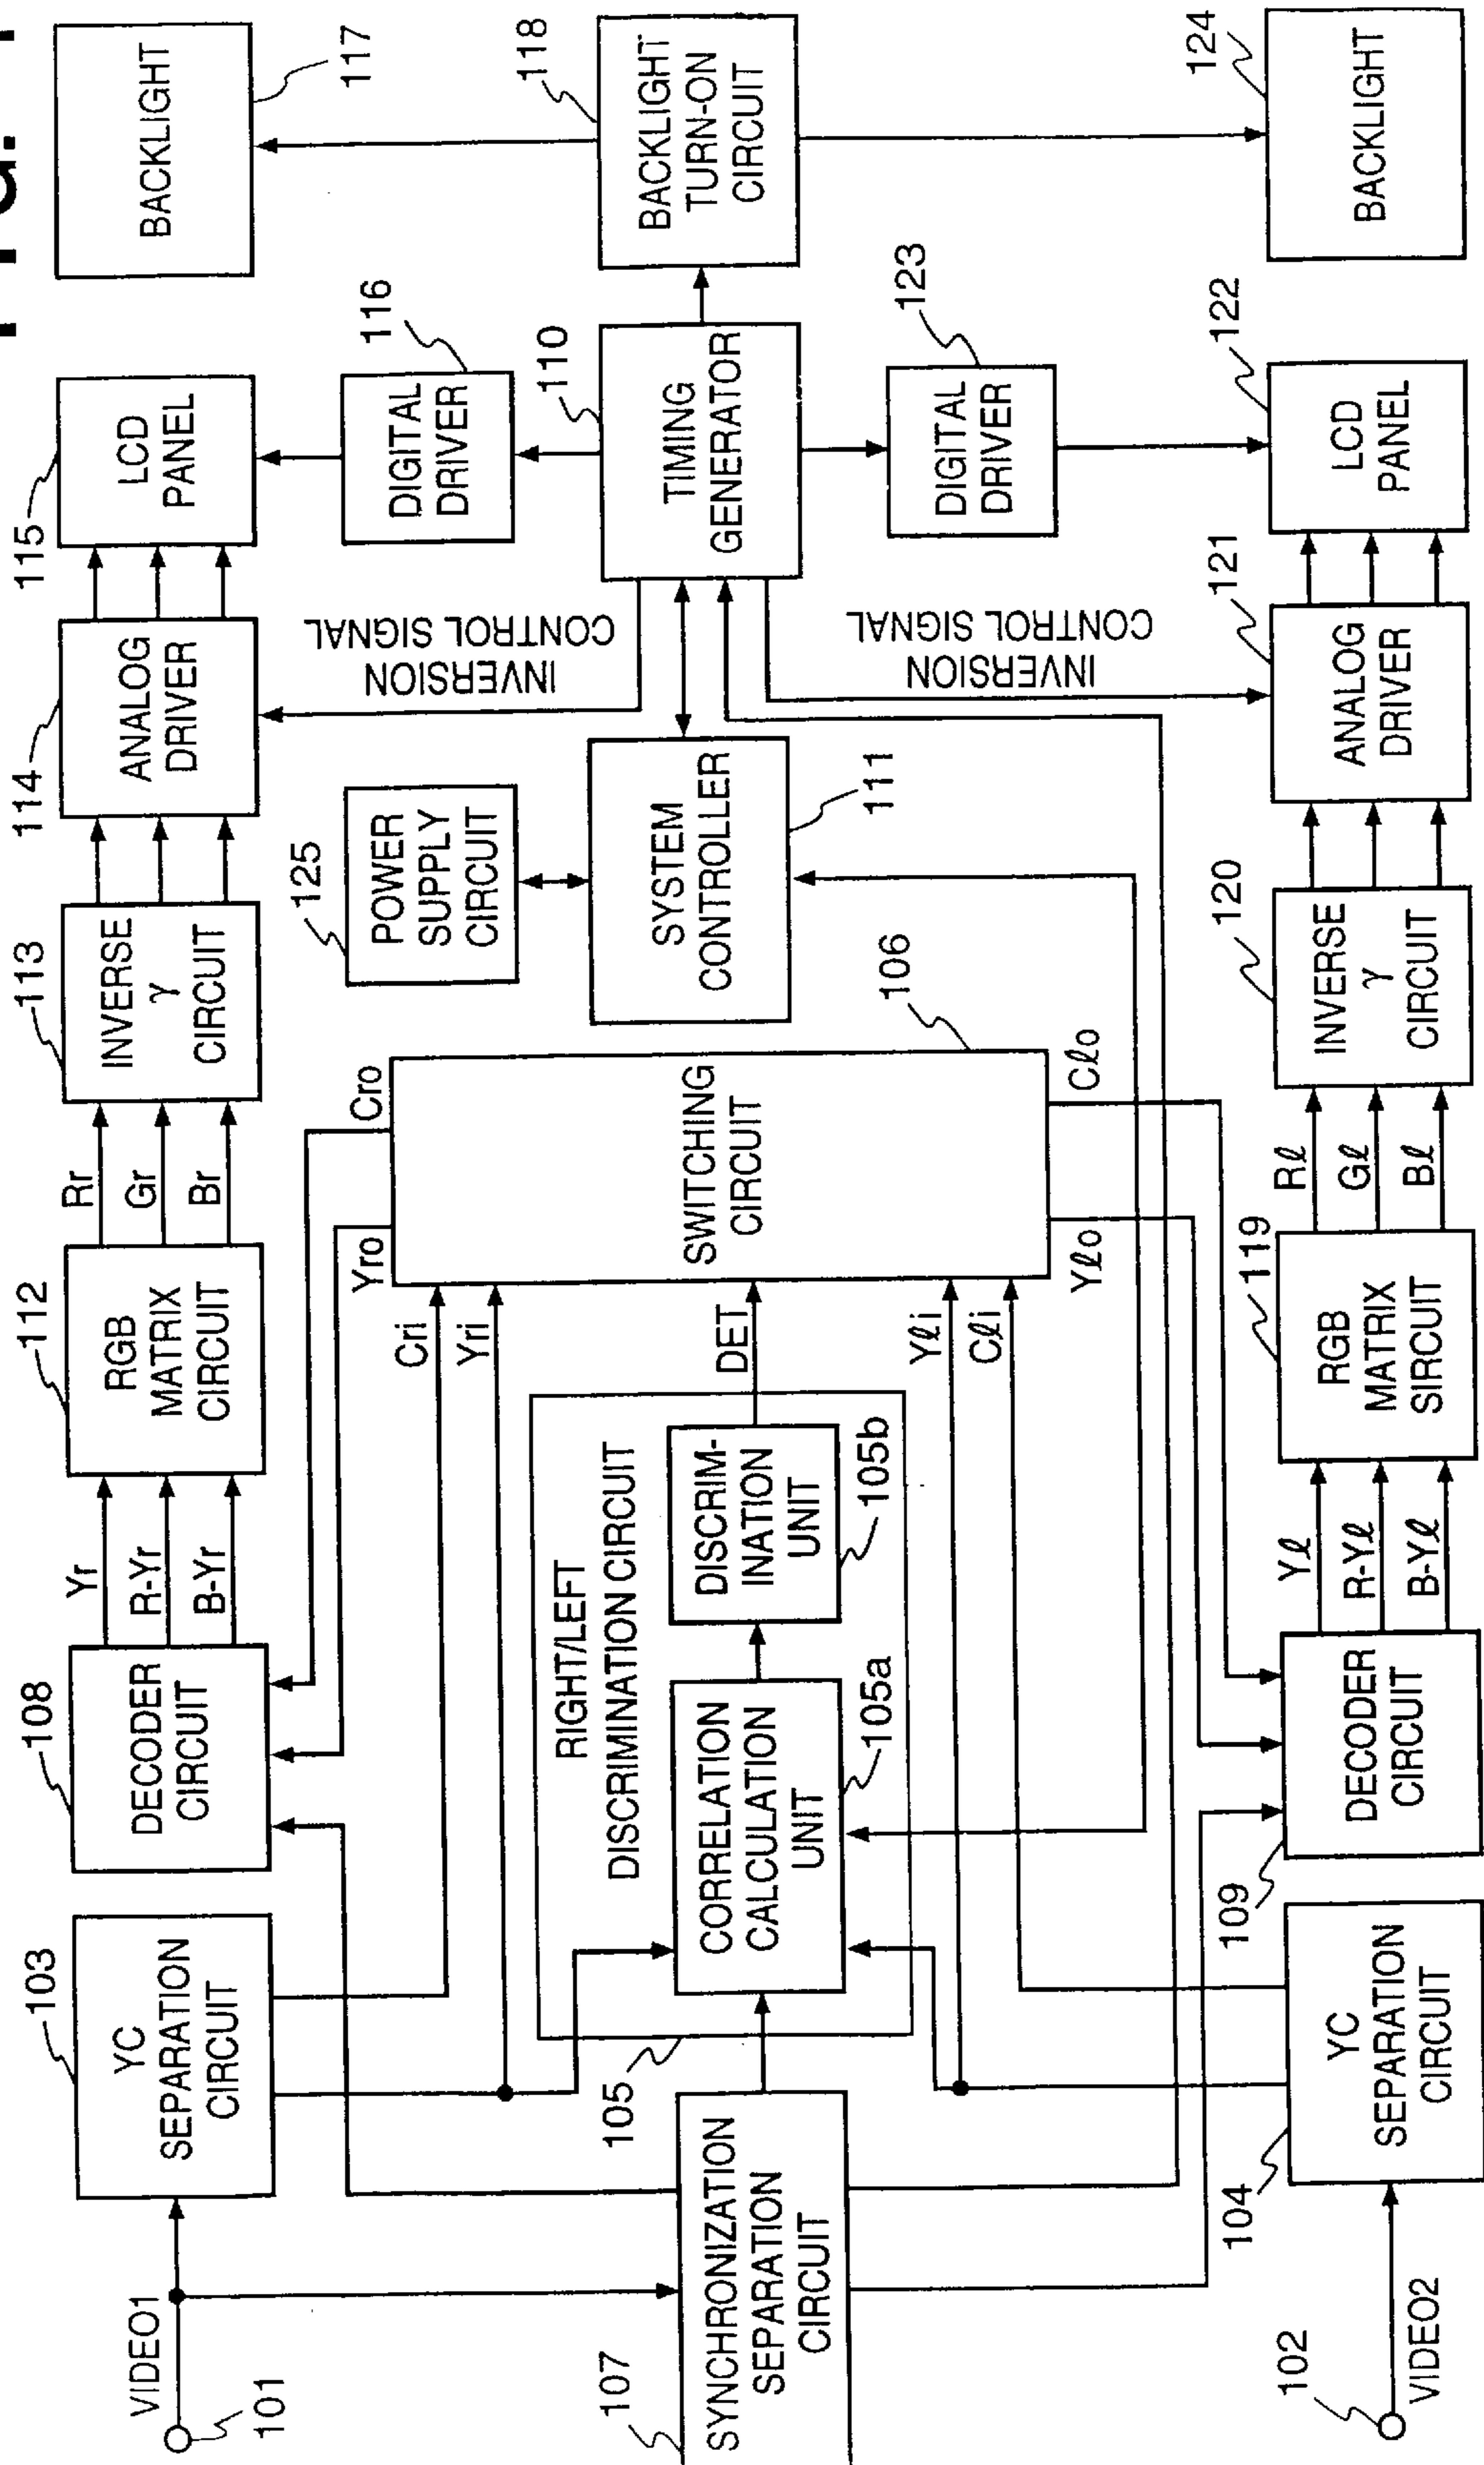 FIG. 1
VIDEO1
101
103
YC
SEPARATION
CIRCUIT
108
DECODER
CIRCUIT
Yr
R-Yr
B-Yr
112
RGB
MATRIX
CIRCUIT
Rr
Gr
Br
113
INVERSE
γ
CIRCUIT
114
ANALOG
DRIVER
115
LCD
PANEL
BACKLIGHT
117
Yro
Cro
Cri
Yri
125
POWER
SUPPLY
CIRCUIT
INVERSION
CONTROL SIGNAL
DIGITAL
DRIVER
116
107
SYNCHRONIZATION
SEPARATION
CIRCUIT
105
RIGHT/LEFT
DISCRIMINATION CIRCUIT
CORRELATION
CALCULATION
UNIT
105a
DISCRIM-
INATION
UNIT
105b
DET
SWITCHING
CIRCUIT
106
SYSTEM
CONTROLLER
111
110
TIMING
GENERATOR
118
BACKLIGHT
TURN-ON
CIRCUIT
Yℓi
Cℓi
Yℓo
Cℓo
INVERSION
CONTROL SIGNAL
DIGITAL
DRIVER
123
102
VIDEO2
104
YC
SEPARATION
CIRCUIT
109
DECODER
CIRCUIT
Yℓ
R-Yℓ
B-Yℓ
119
RGB
MATRIX
SIRCUIT
Rℓ
Gℓ
Bℓ
120
INVERSE
γ
CIRCUIT
121
ANALOG
DRIVER
122
LCD
PANEL
124
BACKLIGHT